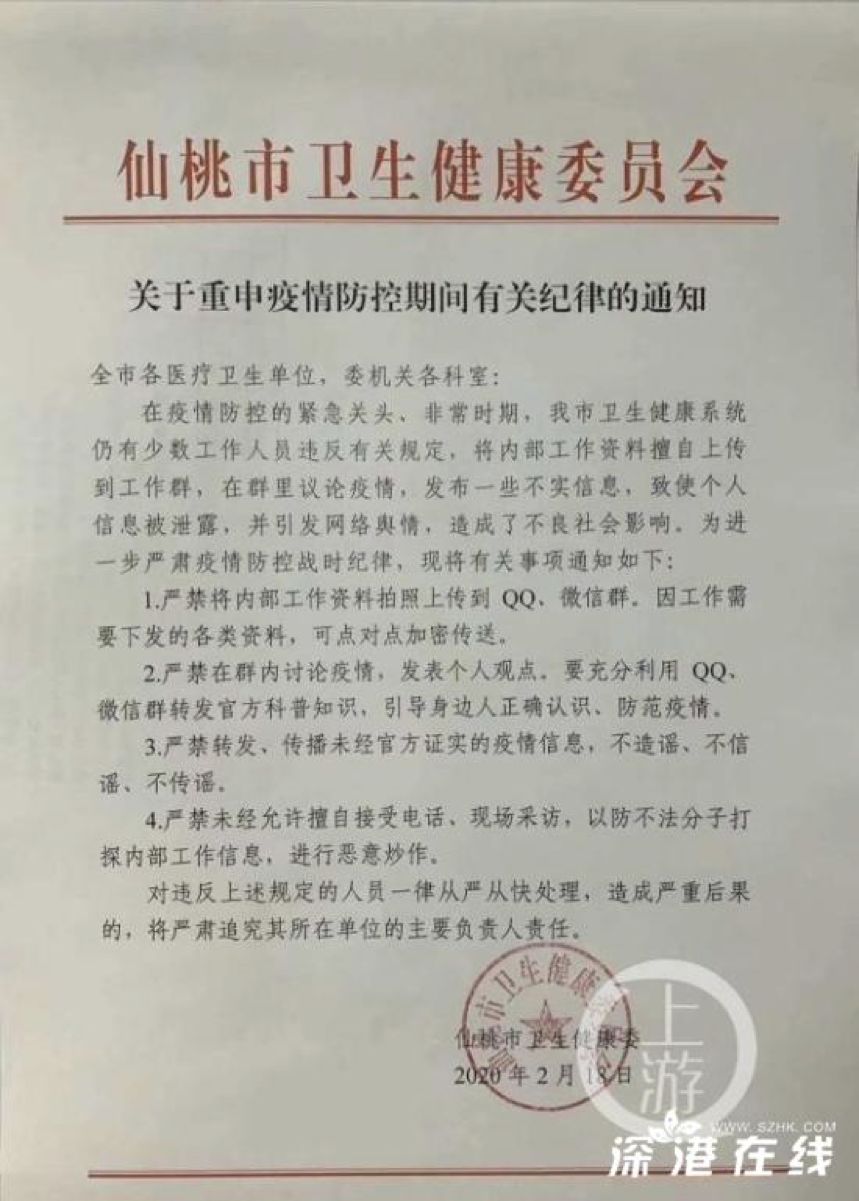 仙桃市卫生健康委员会
关于重申疫情防控期间有关纪律的通知
全市各医疗卫生单位，委机关各科室：
在疫情防控的紧急关头、非常时期，我市卫生健康系统
仍有少数工作人员违反有关规定，将内部工作资料擅自上传
到工作群，在群里议论疫情，发布一些不实信息，致使个人
信息被泄露，并引发网络舆情，造成了不良社会影响。为进
一步严肃疫情防控战时纪律，现将有关事项通知如下：
1.严禁将内部工作资料拍照上传到 QQ、微信群。因工作需
要下发的各类资料，可点对点加密传送。
2.严禁在群内讨论疫情，发表个人观点。要充分利用 QQ、
微信群转发官方科普知识，引导身边人正确认识、防范疫情。
3.严禁转发、传播未经官方证实的疫情信息，不造谣、不信
谣、不传谣。
4.严禁未经允许擅自接受电话、现场采访，以防不法分子打
探内部工作信息，进行恶意炒作。
对违反上述规定的人员一律从严从快处理，造成严重后果
的，将严肃追究其所在单位的主要负责人责任。
市卫生健康
仙桃市卫生健康委
2020 年 2 月 18 日
上游
WWW.SZHK.COM
深港在线